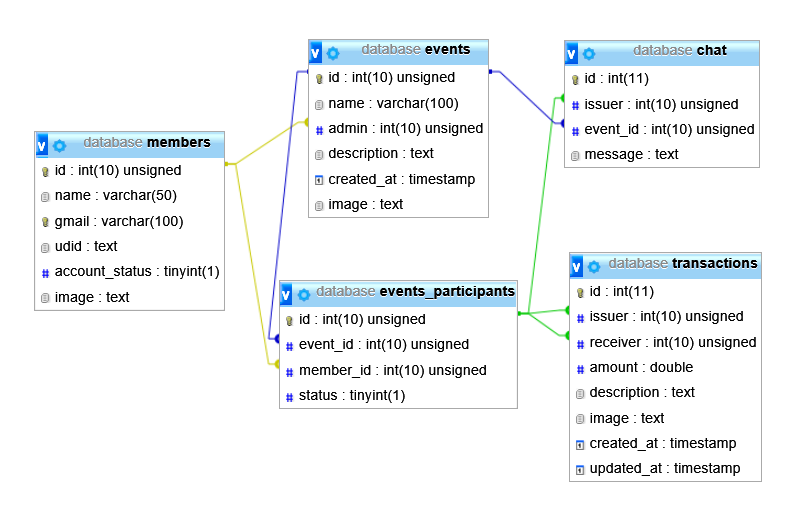 database members
id : int(10) unsigned
name : varchar(50)
gmail : varchar(100)
udid : text
account_status : tinyint(1)
image : text
database events
id : int(10) unsigned
name : varchar(100)
admin : int(10) unsigned
description : text
created_at : timestamp
image : text
database events_participants
id : int(10) unsigned
event_id : int(10) unsigned
member_id : int(10) unsigned
status : tinyint(1)
database chat
id : int(11)
issuer : int(10) unsigned
event_id : int(10) unsigned
message : text
database transactions
id : int(11)
issuer : int(10) unsigned
receiver : int(10) unsigned
amount : double
description : text
image : text
created_at : timestamp
updated_at : timestamp